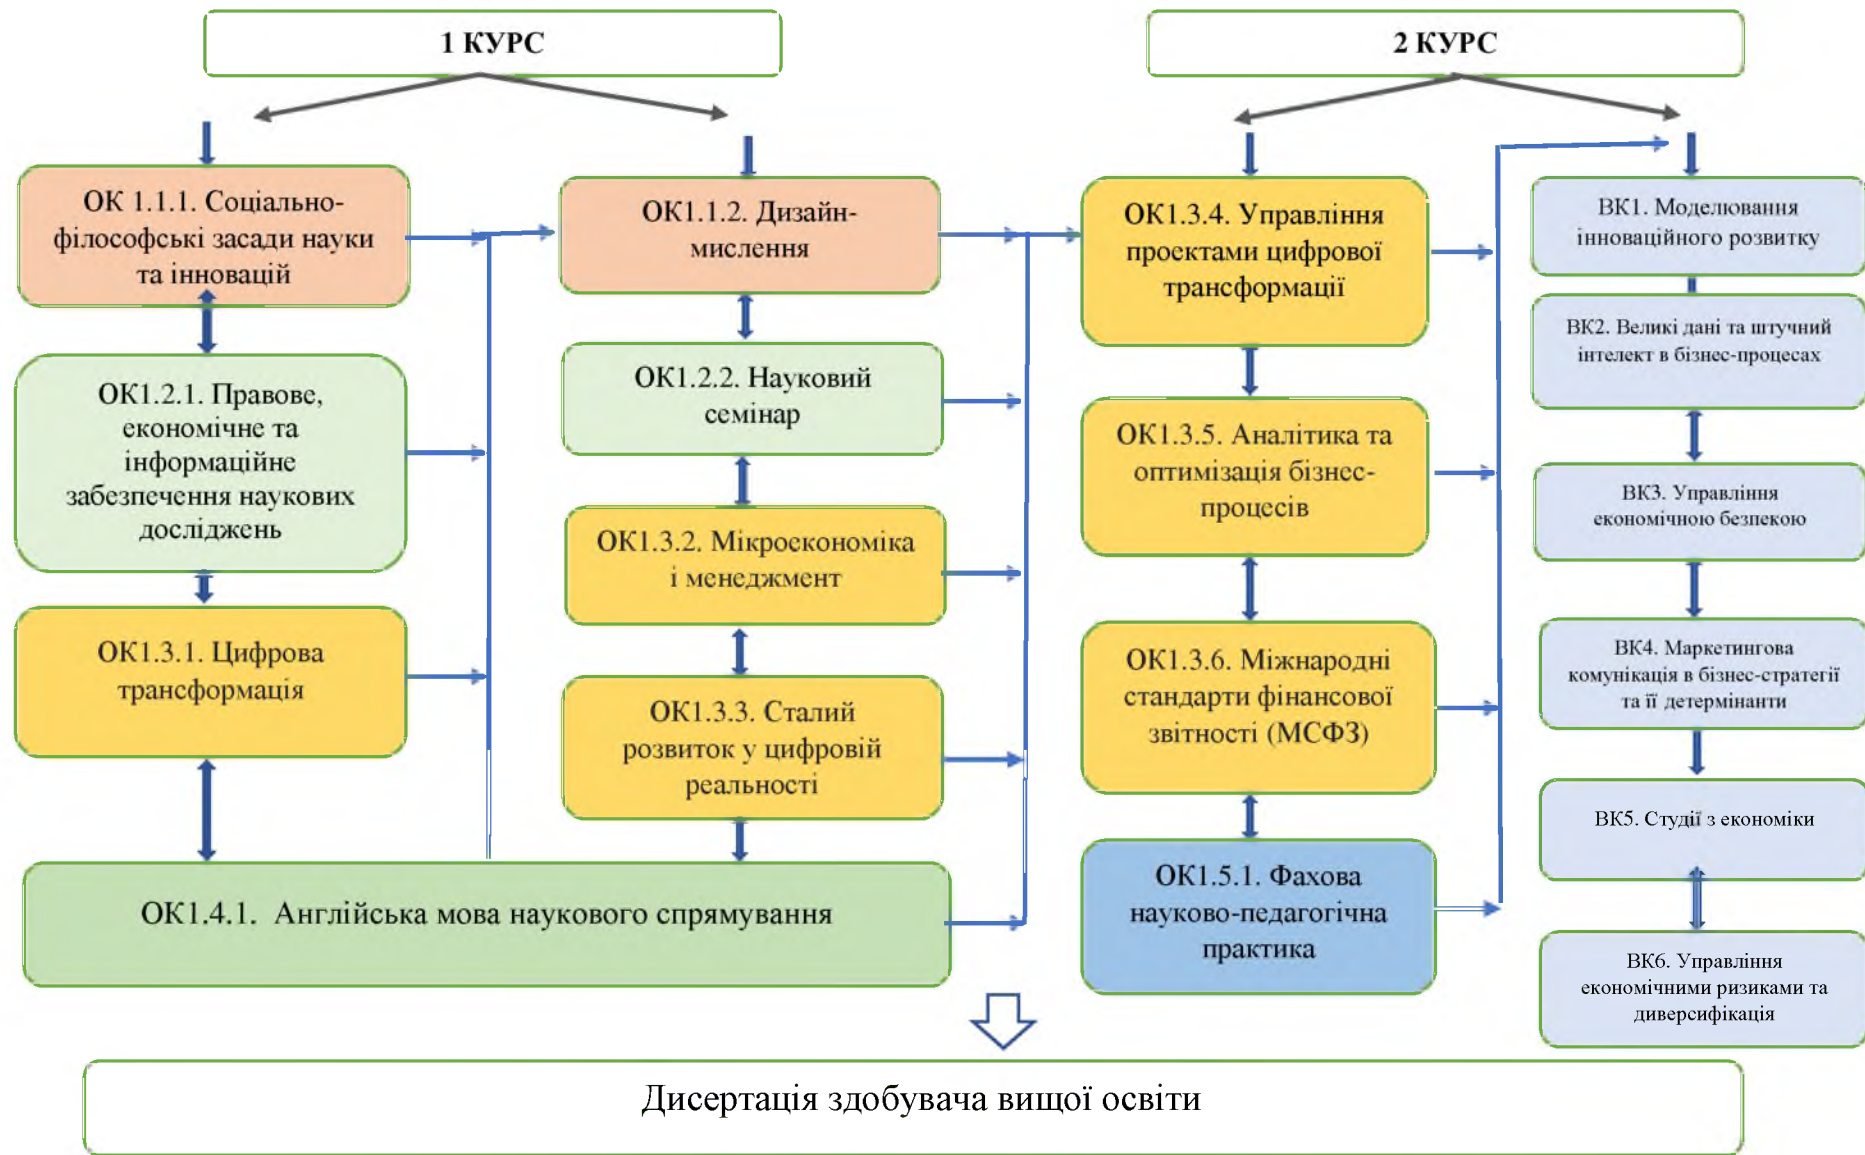 1 КУРС
2 КУРС
ОК 1.1.1. Соціально-
філософські засади науки
та інновацій
ОК1.2.1. Правове,
економічне та
інформаційне
забезпечення наукових
досліджень
ОК1.3.1. Цифрова
трансформація
ОК1.1.2. Дизайн-
мислення
ОК1.2.2. Науковий
семінар
ОК1.3.2. Мікроекономіка
і менеджмент
ОК1.3.3. Сталий
розвиток у цифровій
реальності
ОК1.4.1. Англійська мова наукового спрямування
ОК1.3.4. Управління
проектами цифрової
трансформації
ОК1.3.5. Аналітика та
оптимізація бізнес-
процесів
ОК1.3.6. Міжнародні
стандарти фінансової
звітності (МСФЗ)
ОК1.5.1. Фахова
науково-педагогічна
практика
ВК1. Моделювання
інноваційного розвитку
ВК2. Великі дані та штучний
інтелект в бізнес-процесах
ВК3. Управління
економічною безпекою
ВК4. Маркетингова
комунікація в бізнес-стратегії
та її детермінанти
ВК5. Студії з економіки
ВК6. Управління
економічними ризиками та
диверсифікація
Дисертація здобувача вищої освіти